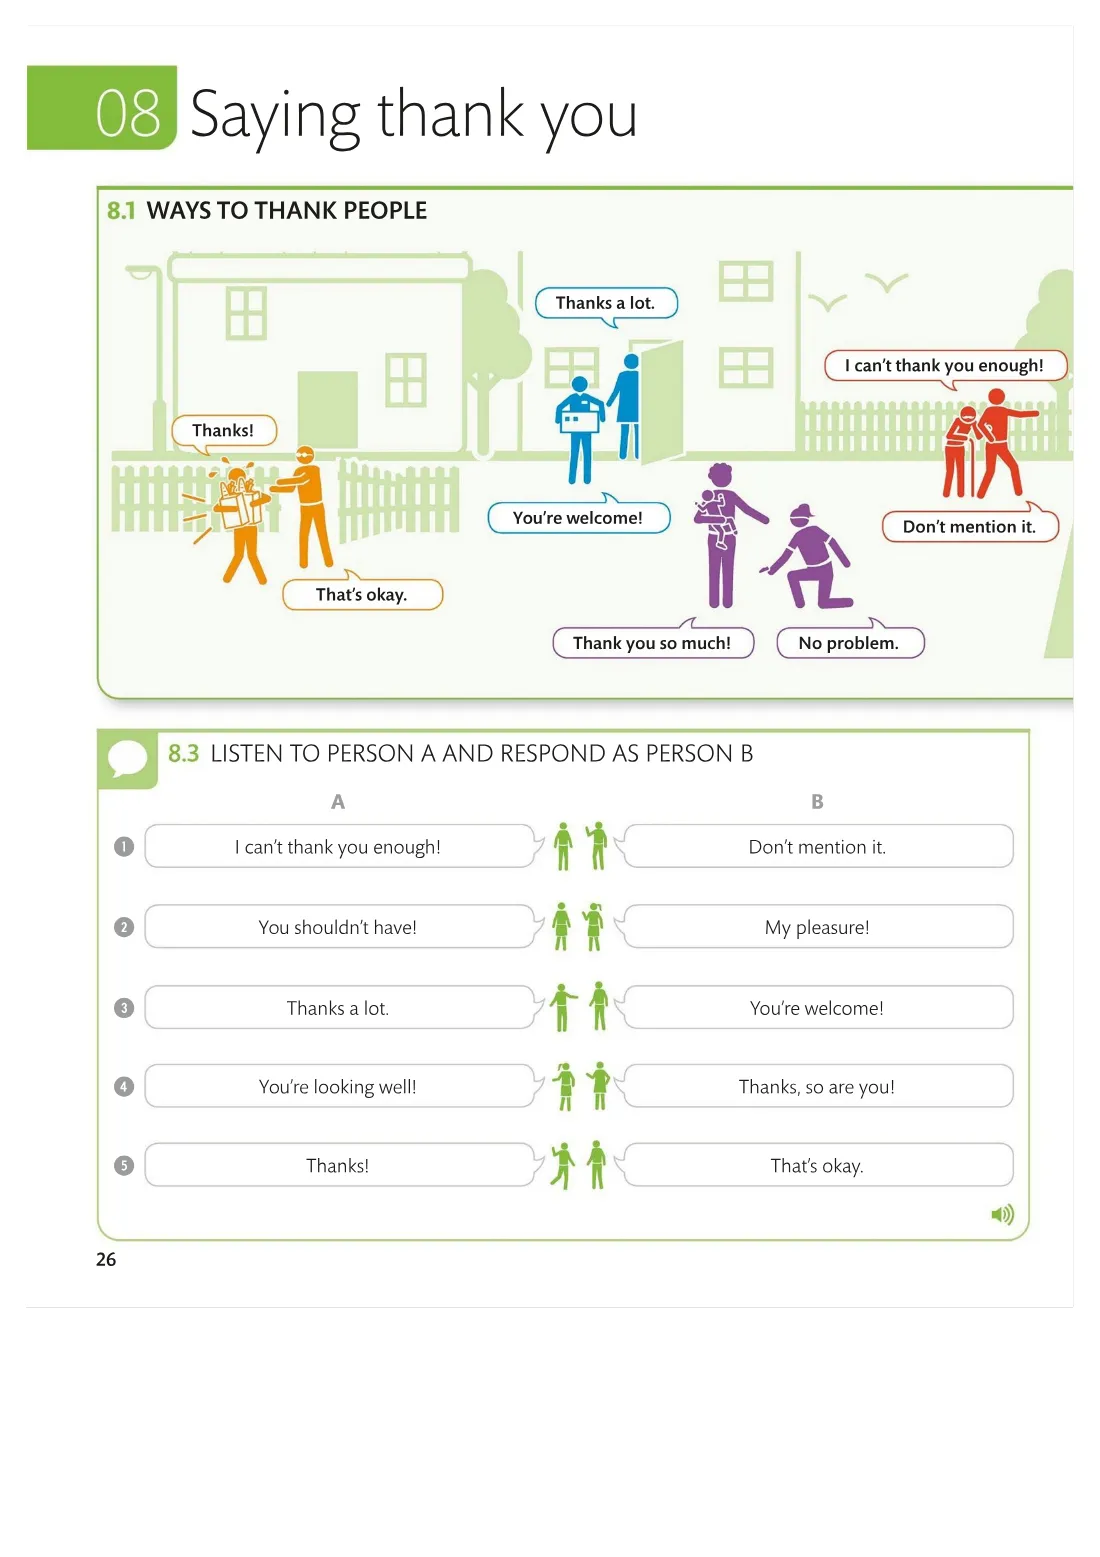 08 Saying thank you
8.1 WAYS TO THANK PEOPLE
Thanks a lot.
I can't thank you enough!
Thanks!
You're welcome!
Don't mention it.
That's okay.
Thank you so much!
No problem.
8.3 LISTEN TO PERSON A AND RESPOND AS PERSON B
A
B
1 I can't thank you enough! Don't mention it.
2 You shouldn't have! My pleasure!
3 Thanks a lot. You're welcome!
4 You're looking well! Thanks, so are you!
5 Thanks! That's okay.
26